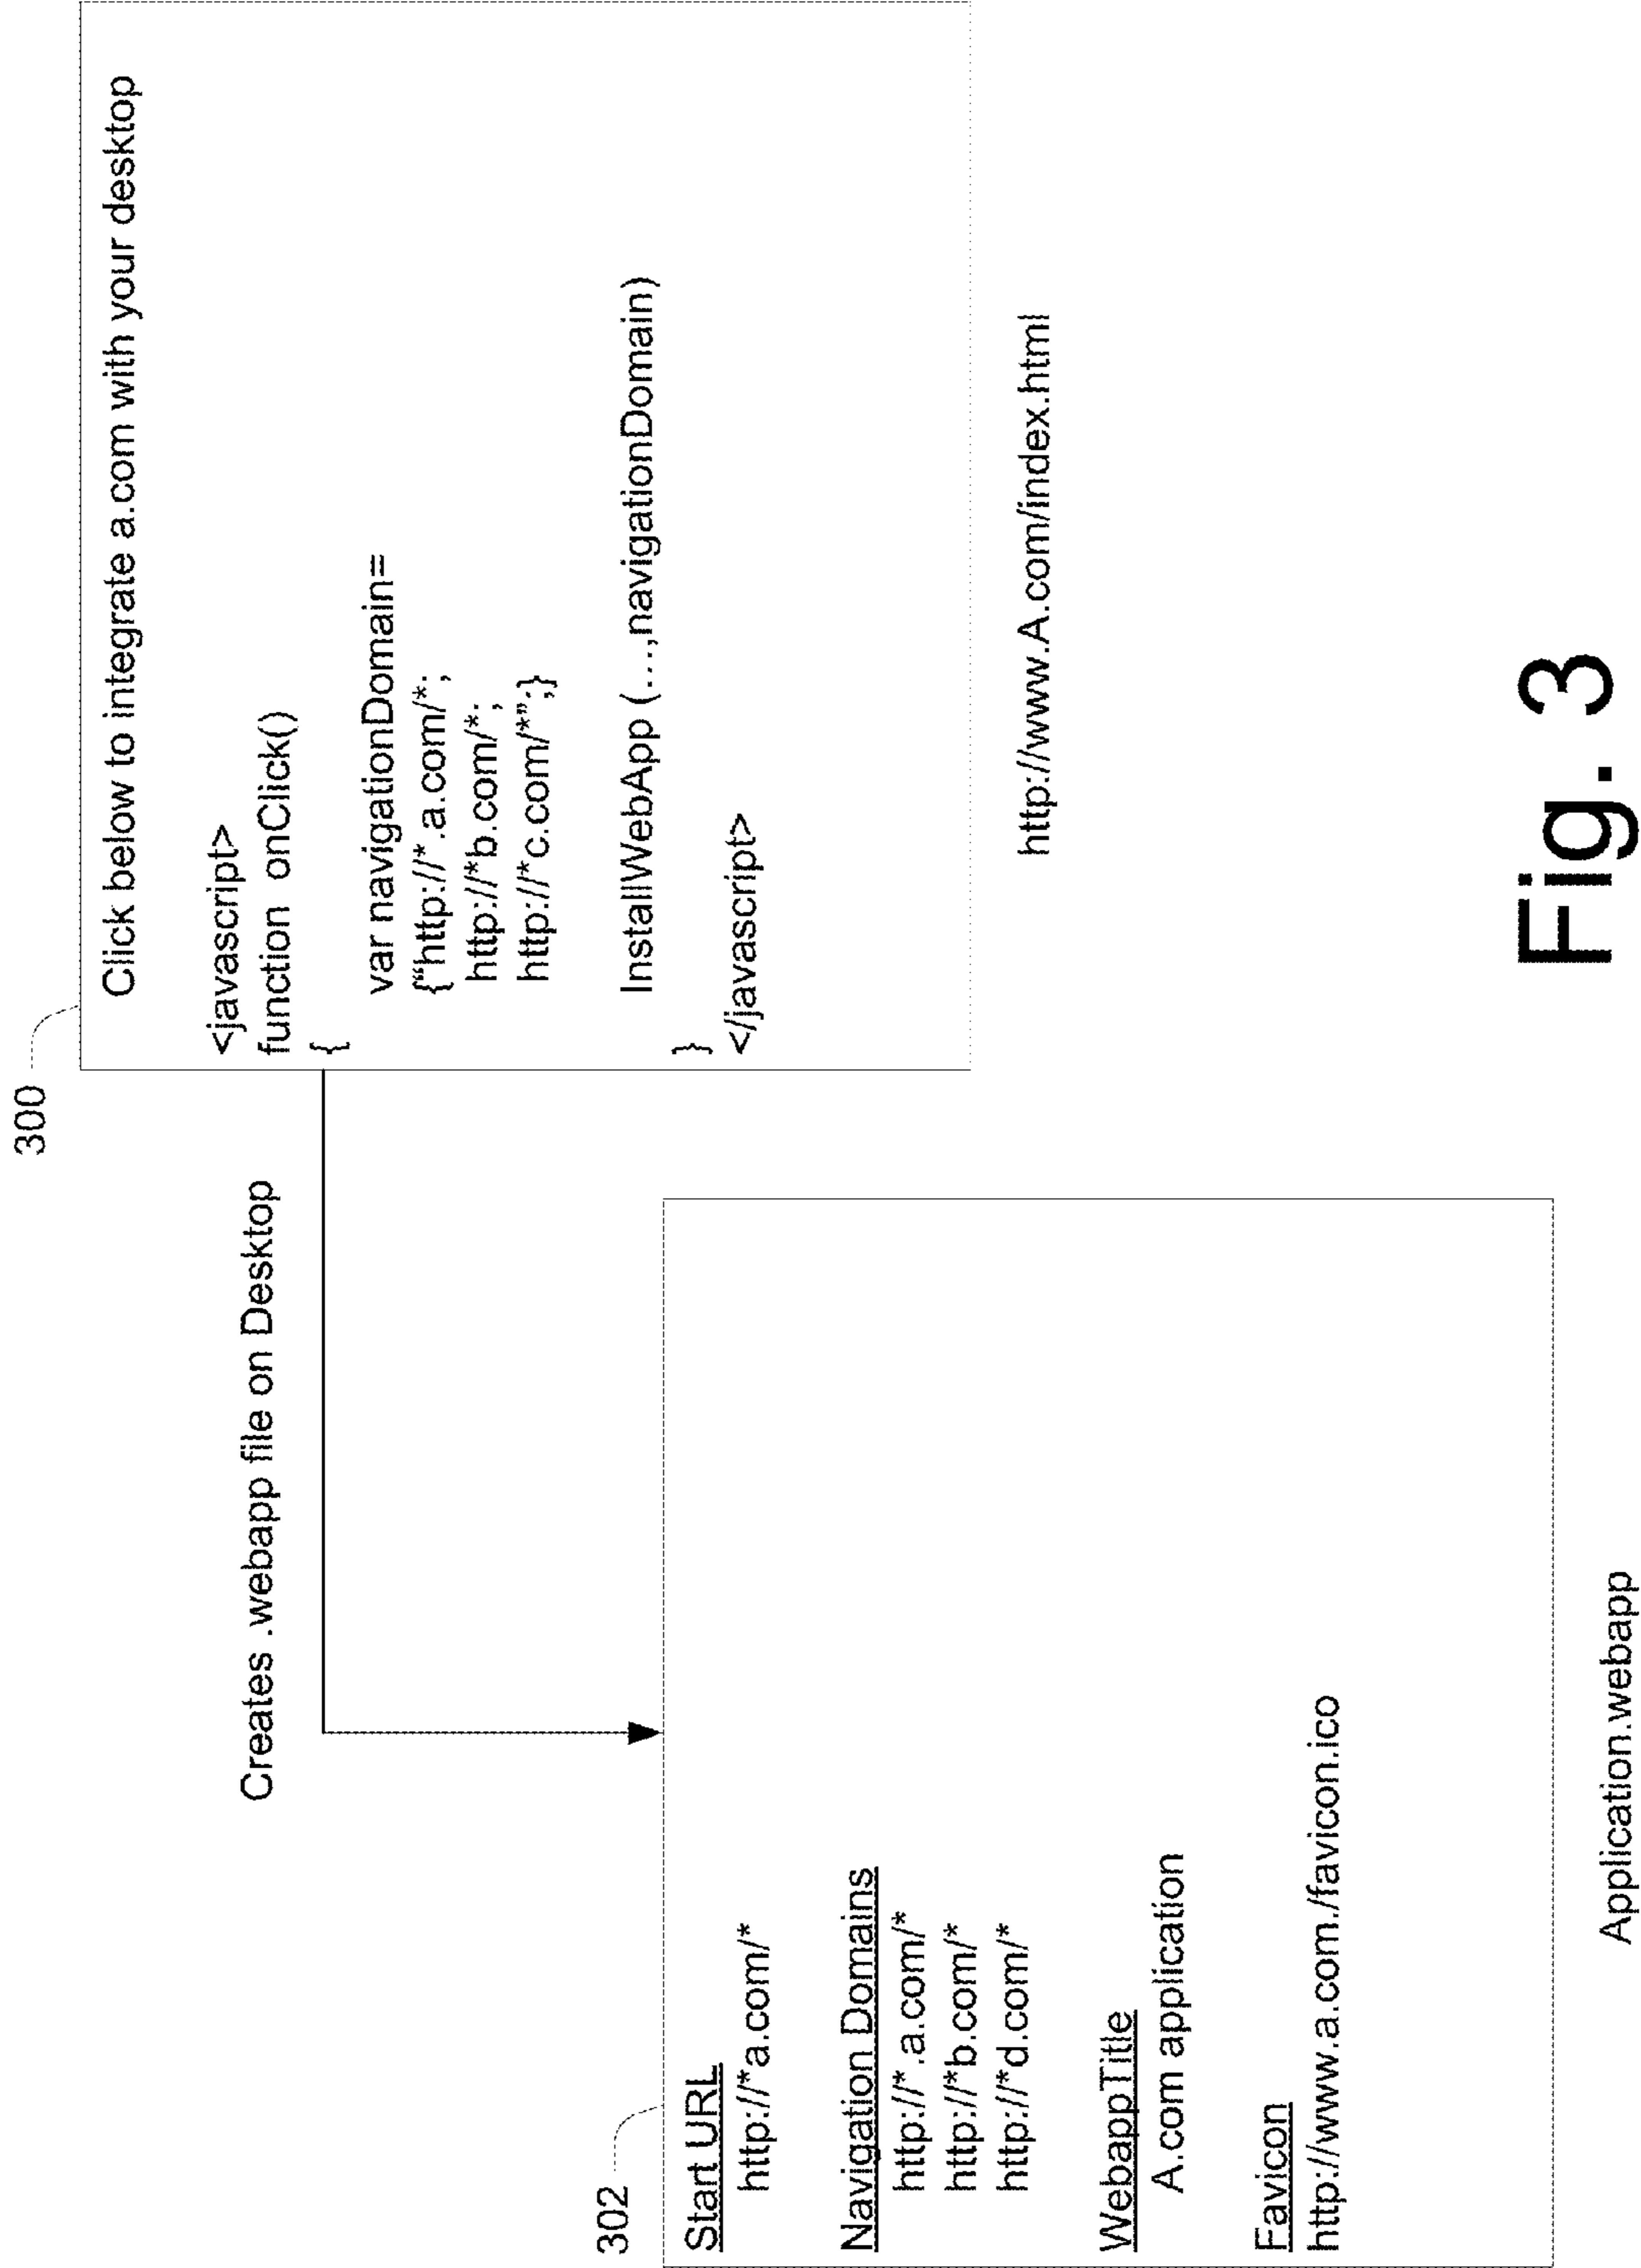 300
Click below to integrate a.com with your desktop
<javascript>
function onClick()
{
var navigationDomain=
{“http://*.a.com/*;
http://*b.com/*;
http://*c.com/*”;}
InstallWebApp (…,navigationDomain)
}
</javascript>
http://www.A.com/index.html
Creates .webapp file on Desktop
302
Start URL
http://*a.com/*
Navigation Domains
http://*.a.com/*
http://*b.com/*
http://*d.com/*
WebappTitle
A.com application
Favicon
http://www.a.com./favicon.ico
Application.webapp
Fig. 3